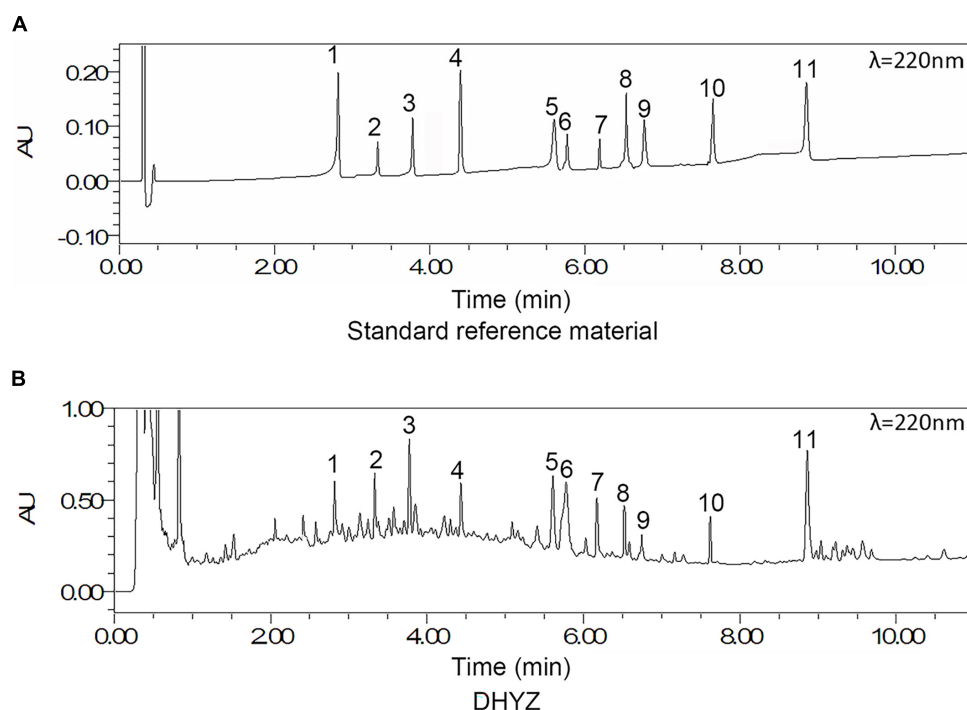 A
λ=220nm
1 2 3 4 5 6 7 8 9 10 11
0.20
0.10
0.00
-0.10
AU
0.00 2.00 4.00 6.00 8.00 10.00
Time (min)
Standard reference material
B
λ=220nm
1 2 3 4 5 6 7 8 9 10 11
1.00
0.50
0.00
AU
0.00 2.00 4.00 6.00 8.00 10.00
Time (min)
DHYZ